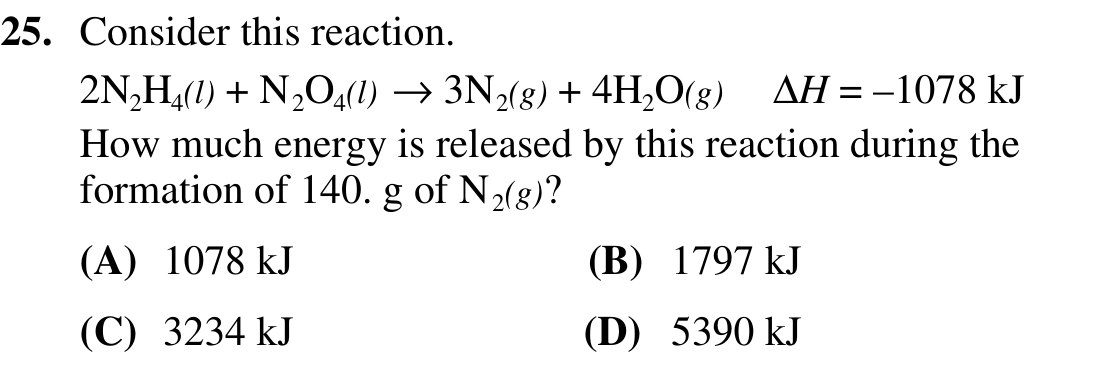 25. Consider this reaction.
2N₂H₄(l) + N₂O₄(l) → 3N₂(g) + 4H₂O(g) ΔH = –1078 kJ
How much energy is released by this reaction during the
formation of 140. g of N₂(g)?
(A) 1078 kJ (B) 1797 kJ
(C) 3234 kJ (D) 5390 kJ